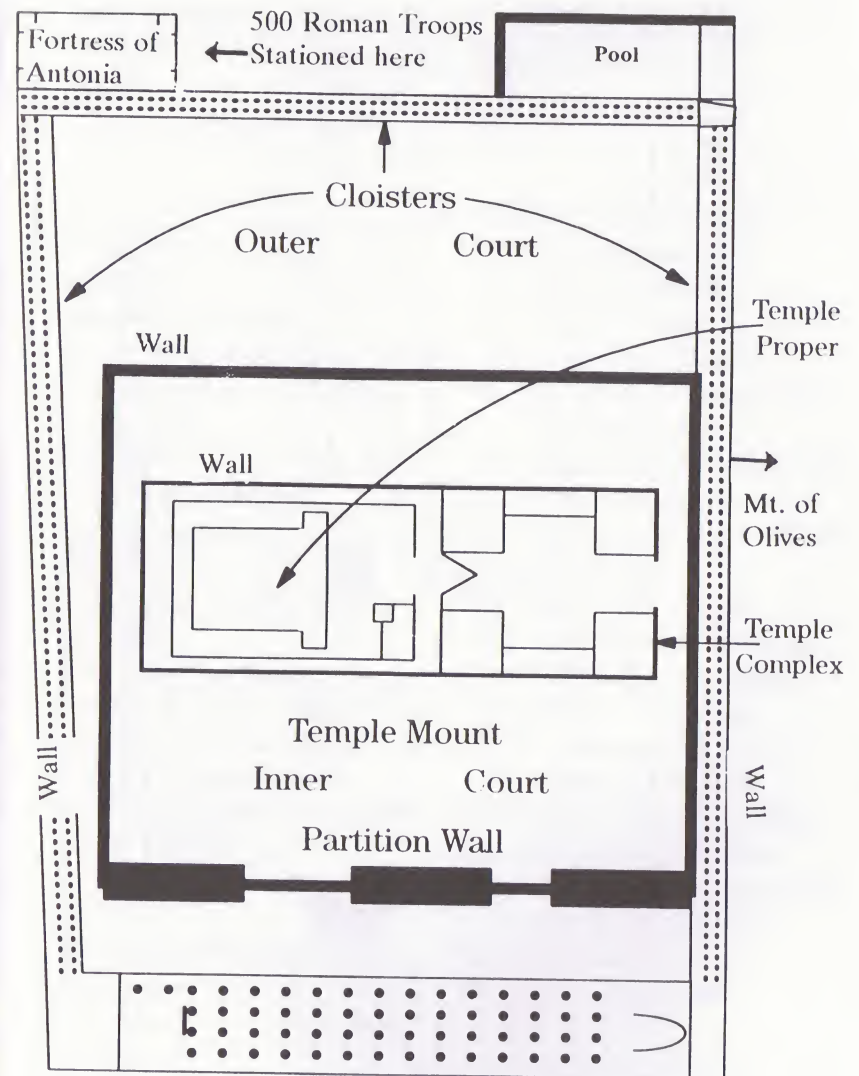 Fortress of
Antonia
500 Roman Troops
Stationed here
Pool
Cloisters
Outer Court
Temple
Proper
Wall
Wall
Mt. of
Olives
Temple
Complex
Temple Mount
Inner Court
Wall
Wall
Partition Wall